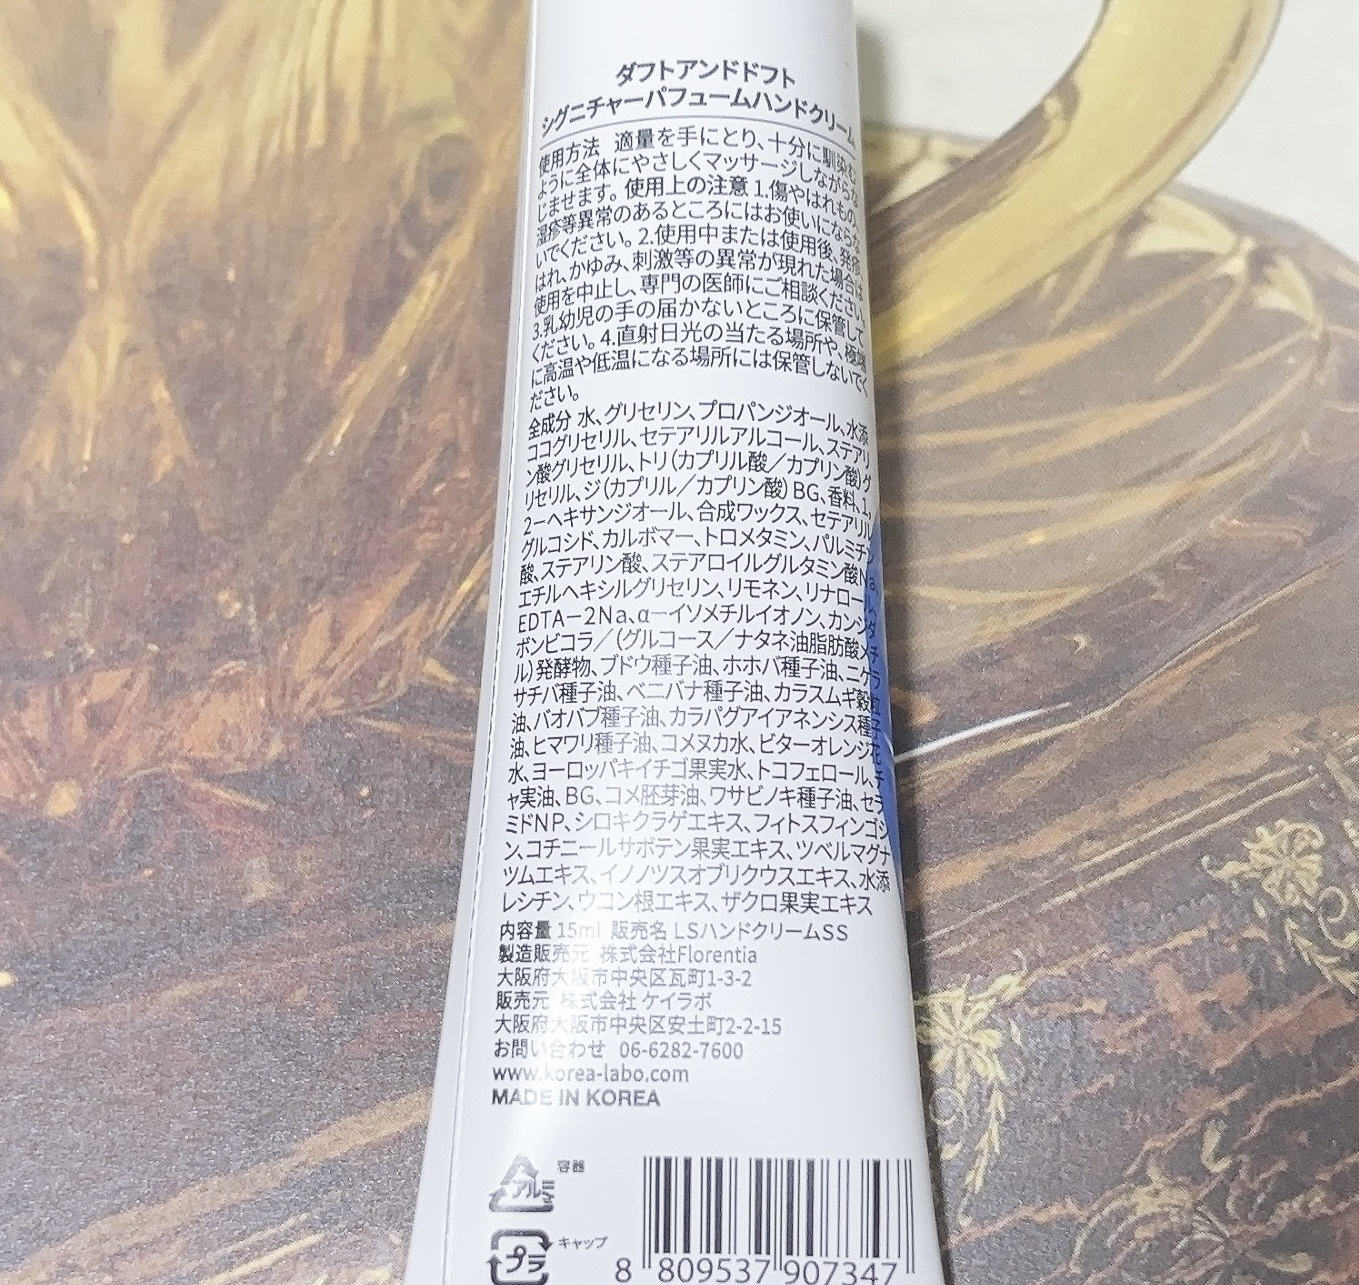 ダフトアンドドフト
シグニチャーパフュームハンドクリーム
使用方法 適量を手にとり、十分に馴染む
ように全体にやさしくマッサージしながらな
じませます。使用上の注意 1.傷やはれもの、
湿疹等異常のあるところにはお使いにならな
いでください。2.使用中または使用後、発疹、
はれ、かゆみ、刺激等の異常が現れた場合は
使用を中止し、専門の医師にご相談ください。
3.乳幼児の手の届かないところに保管して
ください。4.直射日光の当たる場所や、極端
に高温や低温になる場所には保管しないでく
ださい。
全成分 水、グリセリン、プロパンジオール、水添
ココグリセリル、セテアリルアルコール、ステアリ
ン酸グリセリル、トリ(カプリル酸/カプリン酸)グ
リセリル、ジ(カプリル/カプリン酸)BG、香料、1,
2-ヘキサンジオール、合成ワックス、セテアリル
グルコシド、カルボマー、トロメタミン、パルミチン
酸、ステアリン酸、ステアロイルグルタミン酸Na、
エチルヘキシルグリセリン、リモネン、リナロール、
EDTA-2Na、α-イソメチルイオノン、カンジダ
ボンビコラ/(グルコース/ナタネ油脂肪酸メチ
ル)発酵物、ブドウ種子油、ホホバ種子油、ニゲラ
サチバ種子油、ベニバナ種子油、カラスムギ穀粒
油、バオバブ種子油、カラパグアイアネンシス種子
油、ヒマワリ種子油、コメヌカ水、ビターオレンジ花
水、ヨーロッパキイチゴ果実水、トコフェロール、チ
ャ実油、BG、コメ胚芽油、ワサビノキ種子油、セラ
ミドNP、シロキクラゲエキス、フィトスフィンゴシ
ン、コチニールサボテン果実エキス、ツベルマグナ
ツムエキス、イノノツスオブリクウスエキス、水添
レシチン、ウコン根エキス、ザクロ果実エキス
内容量 15ml 販売名 LSハンドクリームSS
製造販売元 株式会社Florentia
大阪府大阪市中央区瓦町1-3-2
販売元 株式会社 ケイラボ
大阪府大阪市中央区安土町2-2-15
お問い合わせ 06-6282-7600
www.korea-labo.com
MADE IN KOREA
容器
アルミ
キャップ
プラ
8 809537 907347